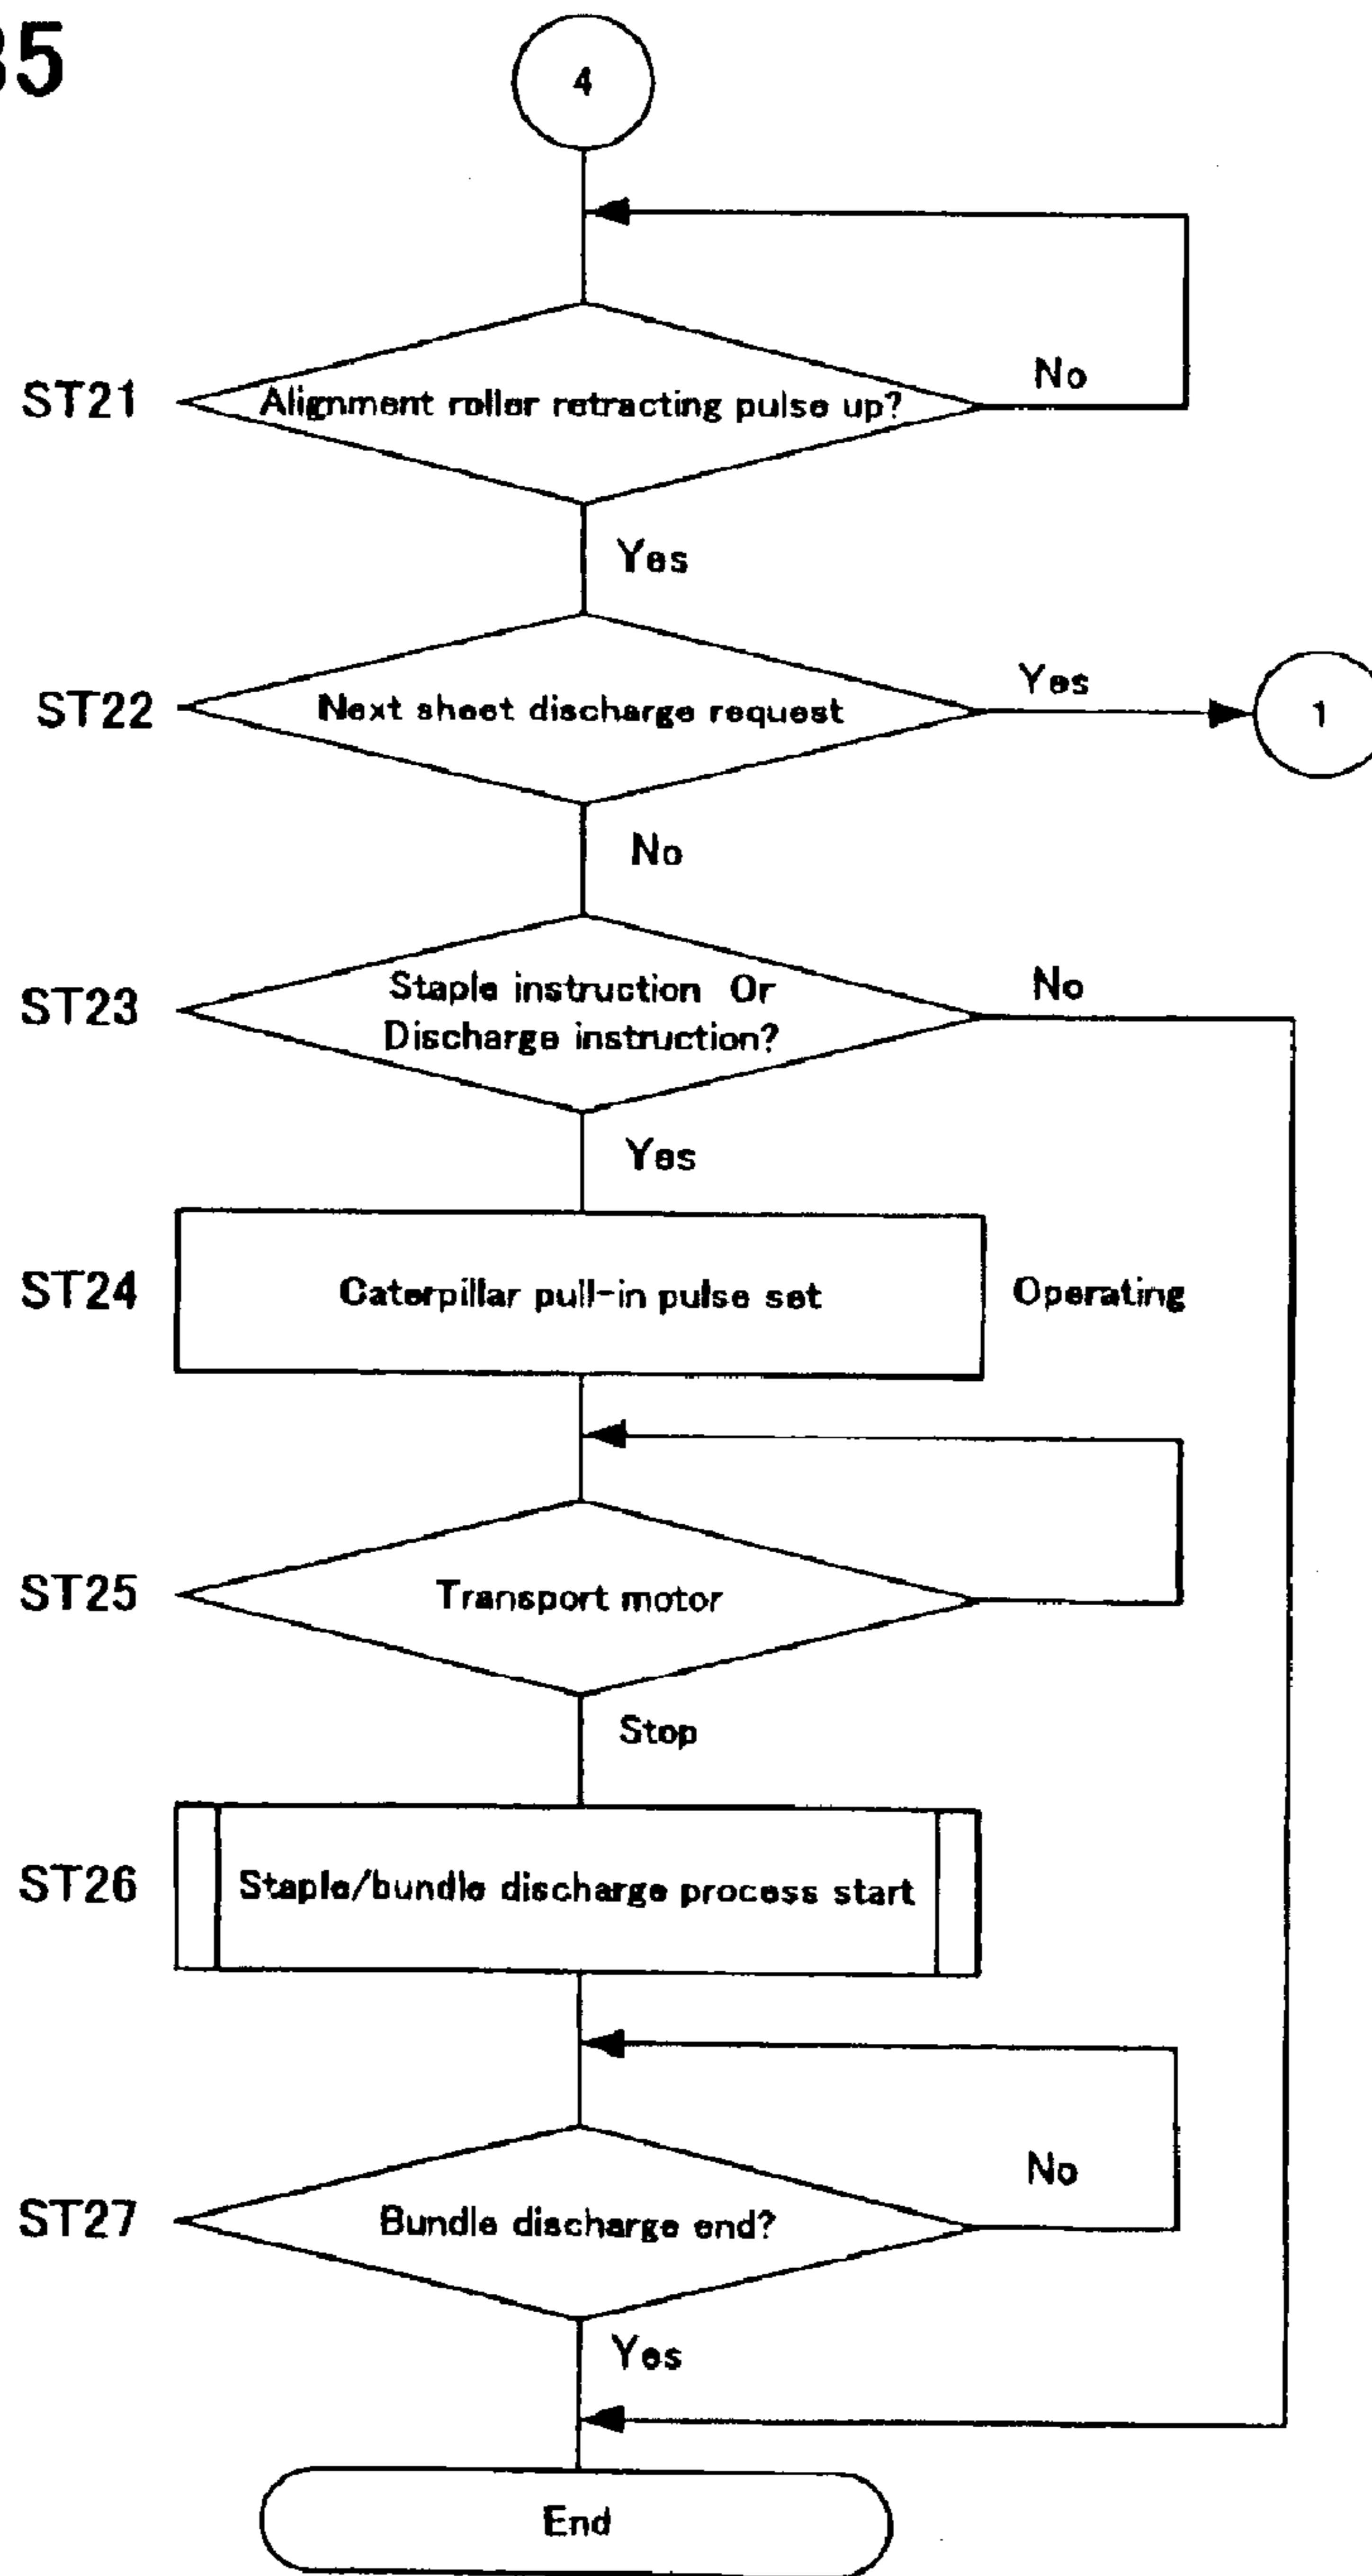 35
4
No
ST21
Alignment roller retracting pulse up?
Yes
ST22
Next sheet discharge request
Yes
1
No
ST23
Staple instruction Or
Discharge instruction?
No
Yes
ST24
Caterpillar pull-in pulse set
Operating
ST25
Transport motor
Stop
ST26
Staple/bundle discharge process start
No
ST27
Bundle discharge end?
Yes
End